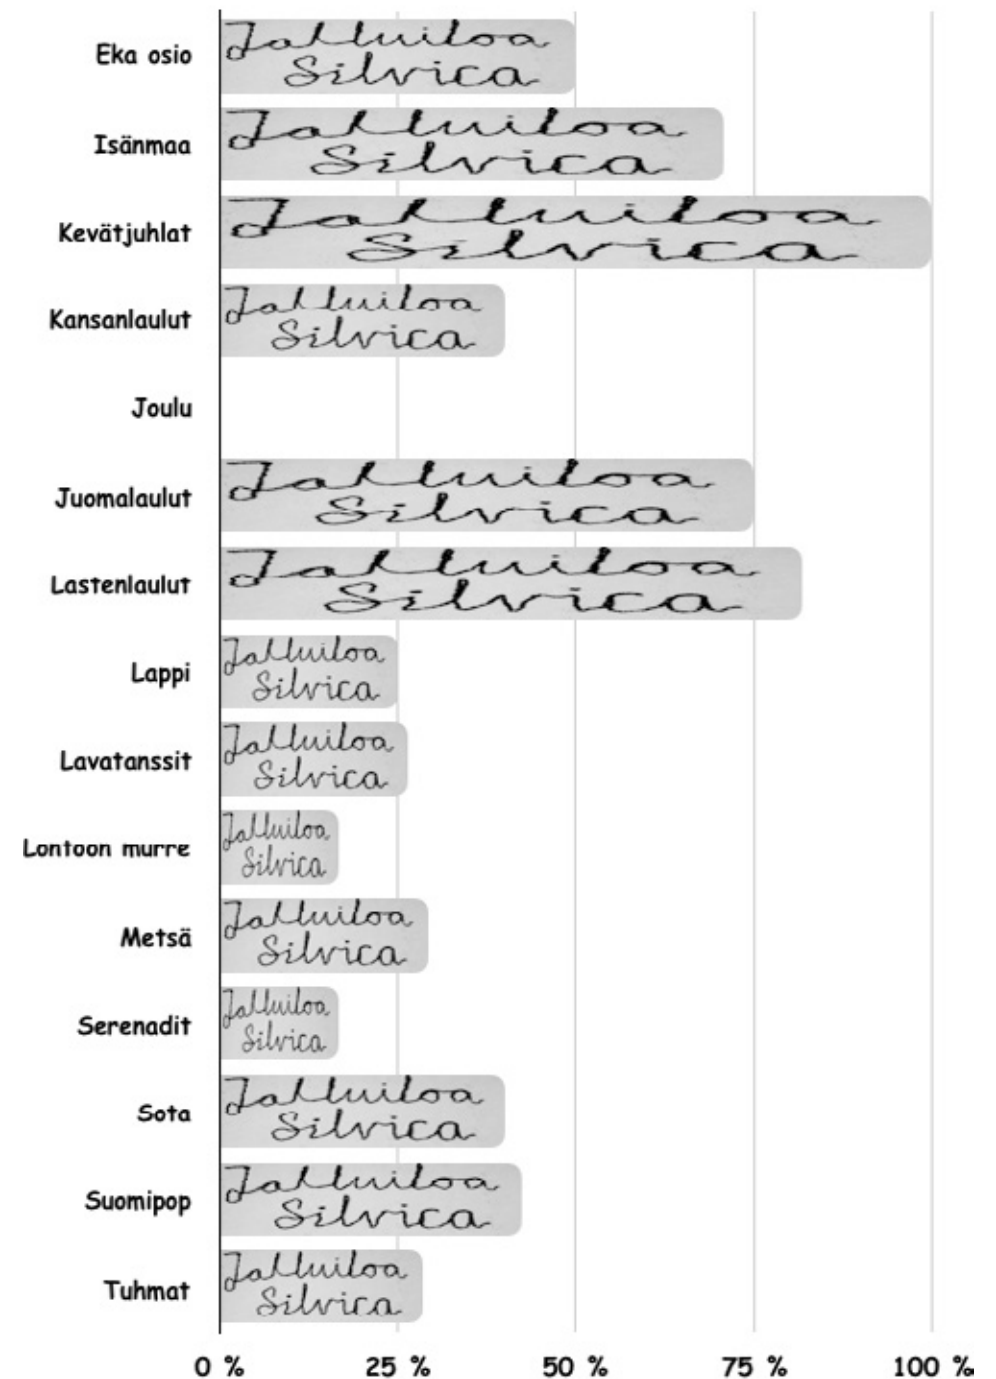 Eka osio
Jalluiloa
Silvica
Isänmaa
Jalluiloa
Silvica
Kevätjuhlat
Jalluiloa
Silvica
Kansanlaulut
Jalluiloa
Silvica
Joulu
Juomalaulut
Jalluiloa
Silvica
Lastenlaulut
Jalluiloa
Silvica
Lappi
Jalluiloa
Silvica
Lavatanssit
Jalluiloa
Silvica
Lontoon murre
Jalluiloa
Silvica
Metsä
Jalluiloa
Silvica
Serenadit
Jalluiloa
Silvica
Sota
Jalluiloa
Silvica
Suomipop
Jalluiloa
Silvica
Tuhmat
Jalluiloa
Silvica
0 % 25 % 50 % 75 % 100 %